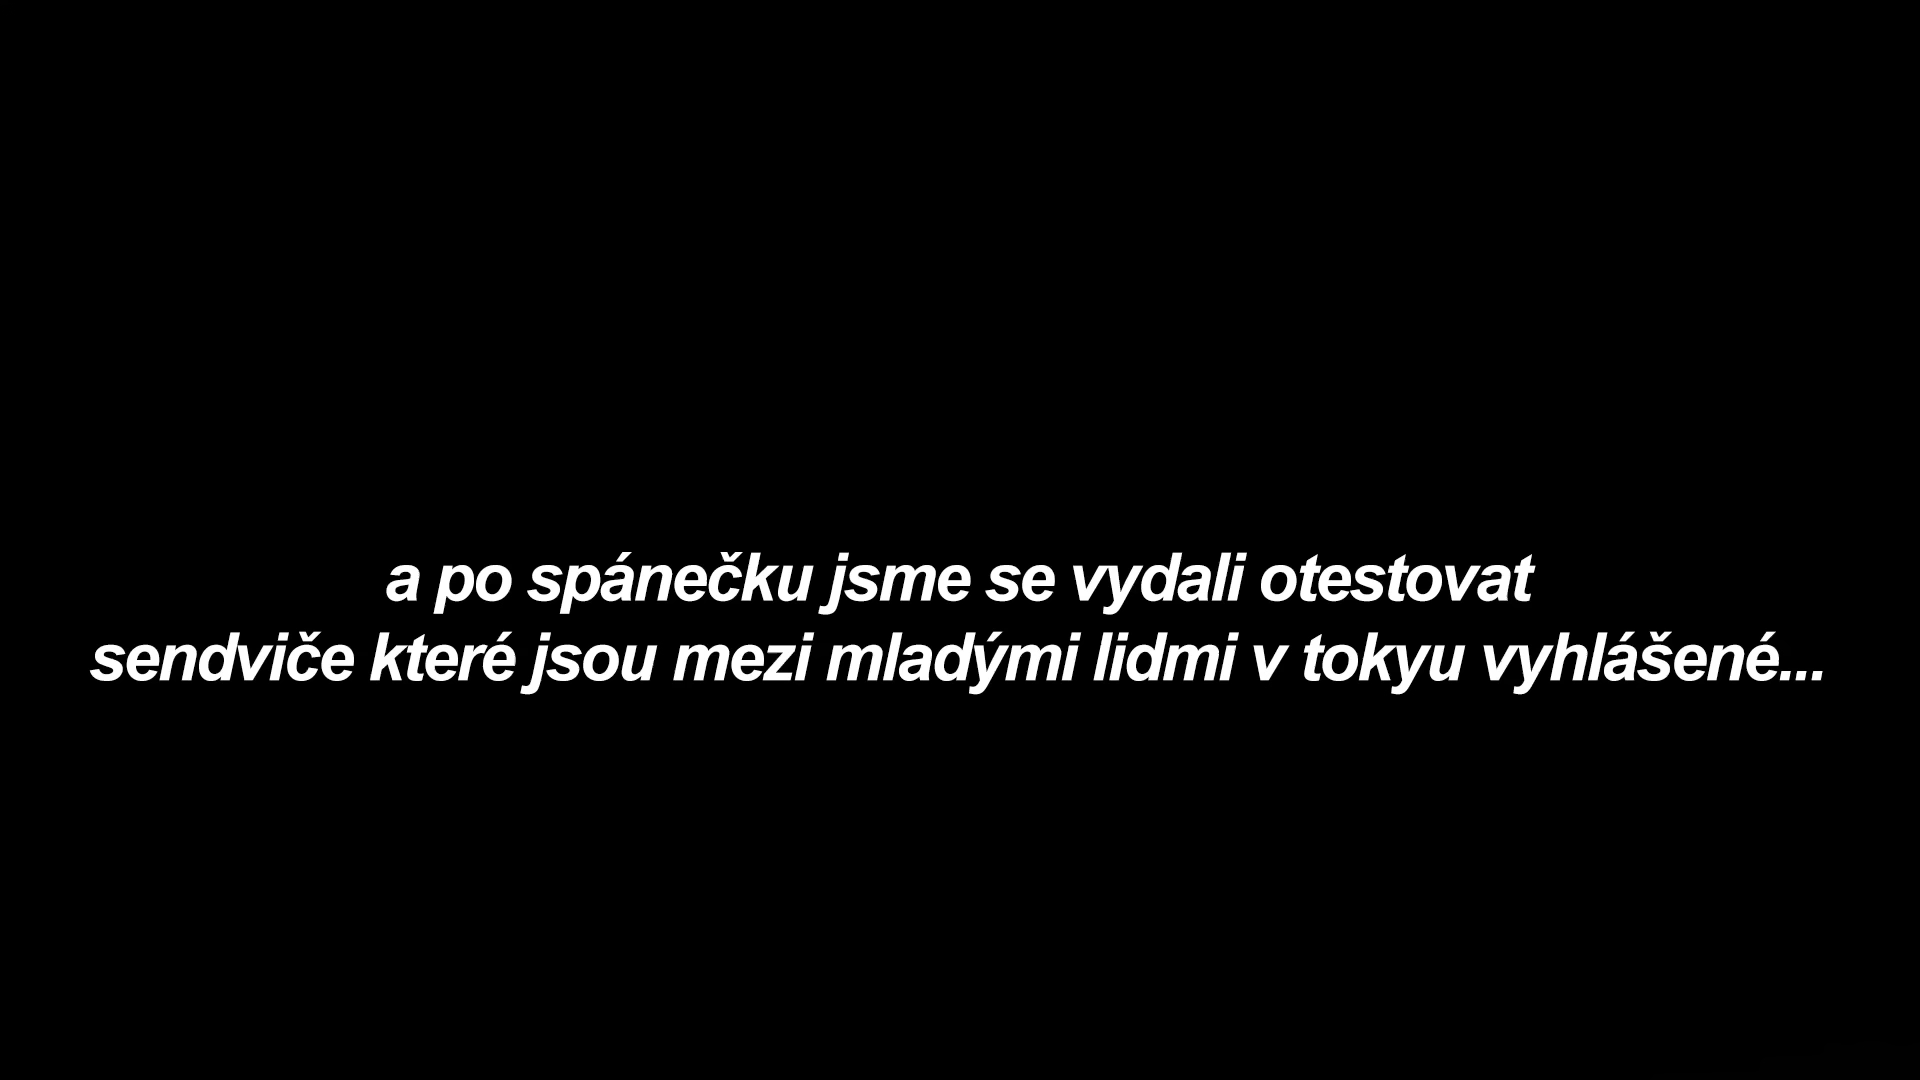 a po spánečku jsme se vydali otestovat
sendviče které jsou mezi mladými lidmi v tokyu vyhlášené...